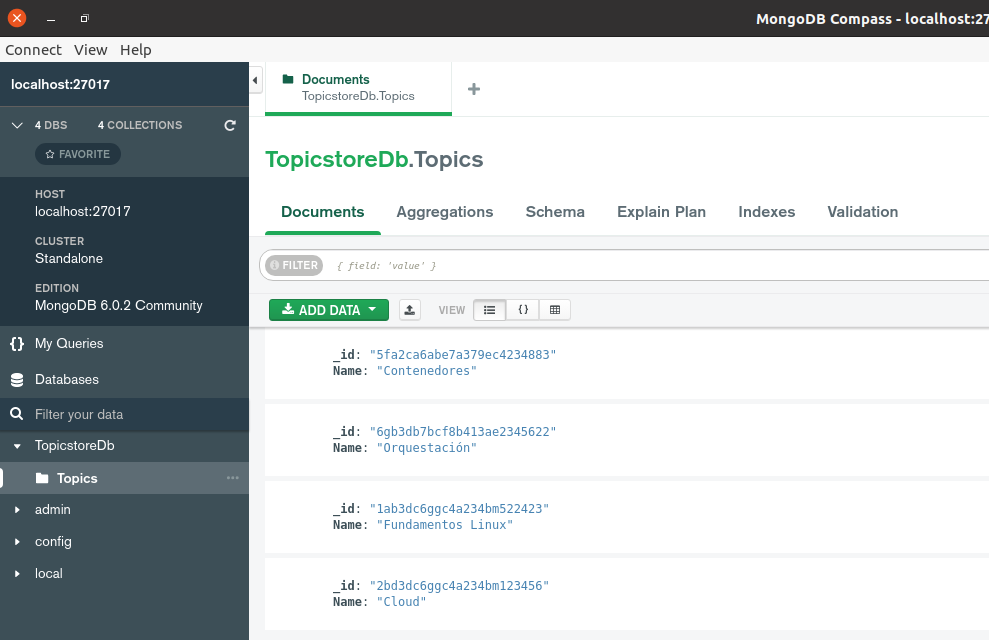 MongoDB Compass - localhost:27
Connect View Help
localhost:27017
4 DBS 4 COLLECTIONS
FAVORITE
HOST
localhost:27017
CLUSTER
Standalone
EDITION
MongoDB 6.0.2 Community
{} My Queries
Databases
Filter your data
TopicstoreDb
Topics
admin
config
local
Documents
TopicstoreDb.Topics
TopicstoreDb.Topics
Documents Aggregations Schema Explain Plan Indexes Validation
FILTER { field: 'value' }
ADD DATA VIEW {}
_id: "5fa2ca6abe7a379ec4234883"
Name: "Contenedores"
_id: "6gb3db7bcf8b413ae2345622"
Name: "Orquestación"
_id: "1ab3dc6ggc4a234bm522423"
Name: "Fundamentos Linux"
_id: "2bd3dc6ggc4a234bm123456"
Name: "Cloud"